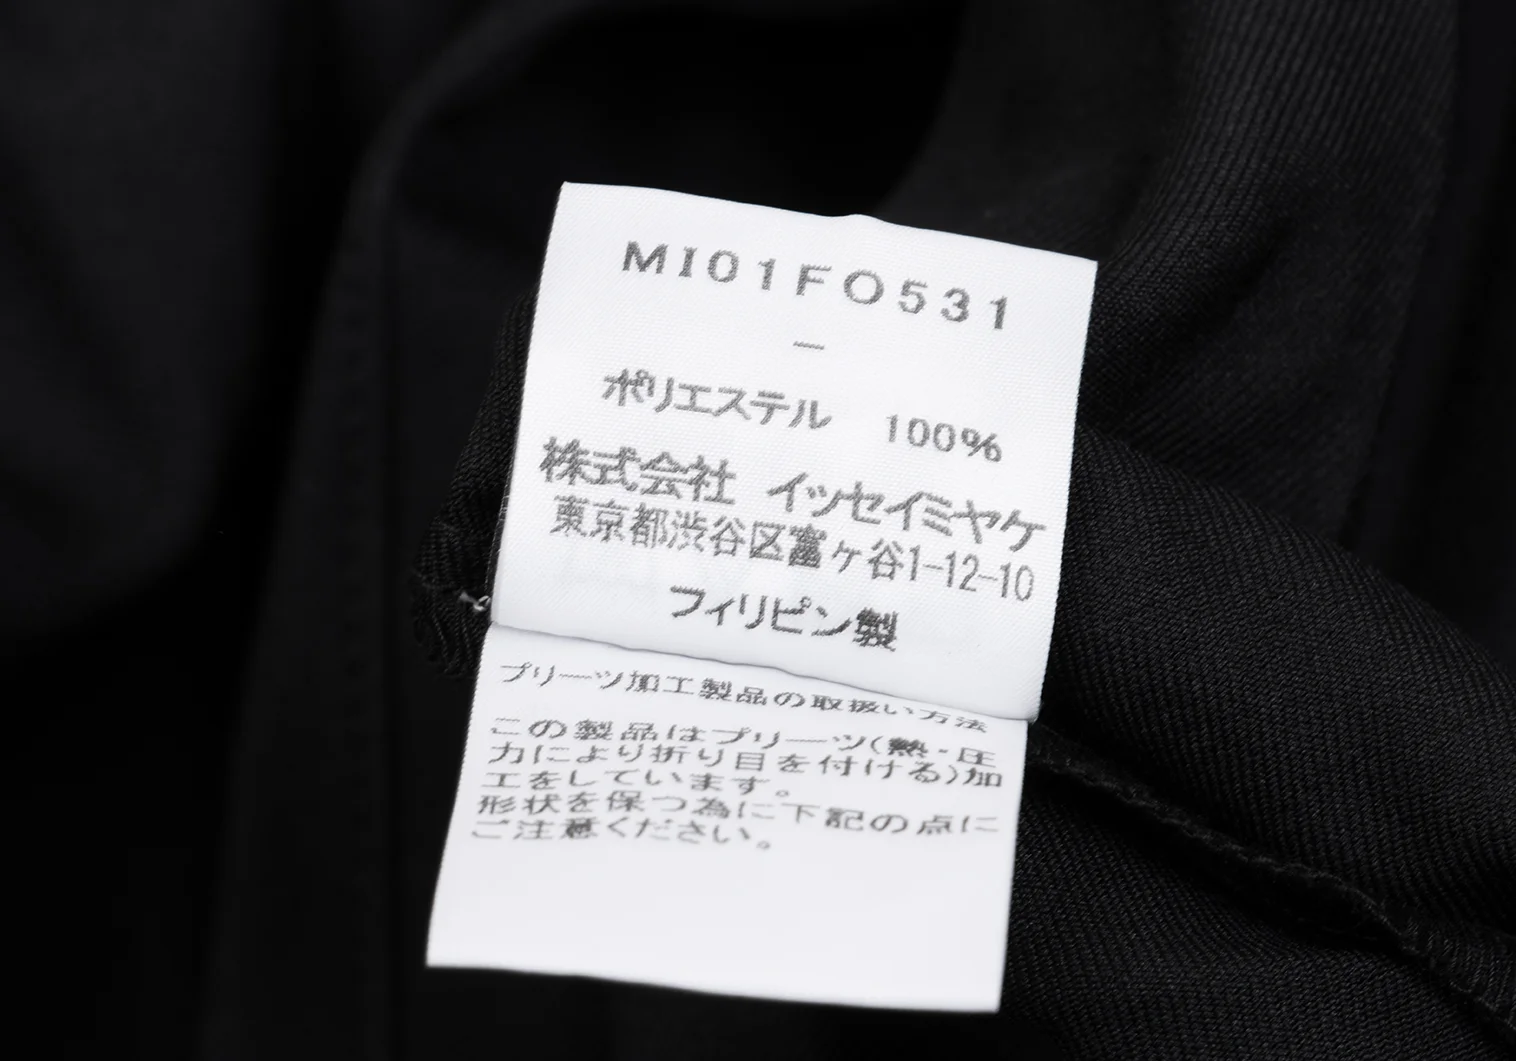 MI01FO531
—
ポリエステル 100%
株式会社 イッセイミヤケ
東京都渋谷区富ケ谷1-12-10
フィリピン製
プリーツ加工製品の取扱い方法
この製品はプリーツ(熱・圧
力により折り目を付ける)加
工をしています。
形状を保つ為に下記の点に
ご注意ください。